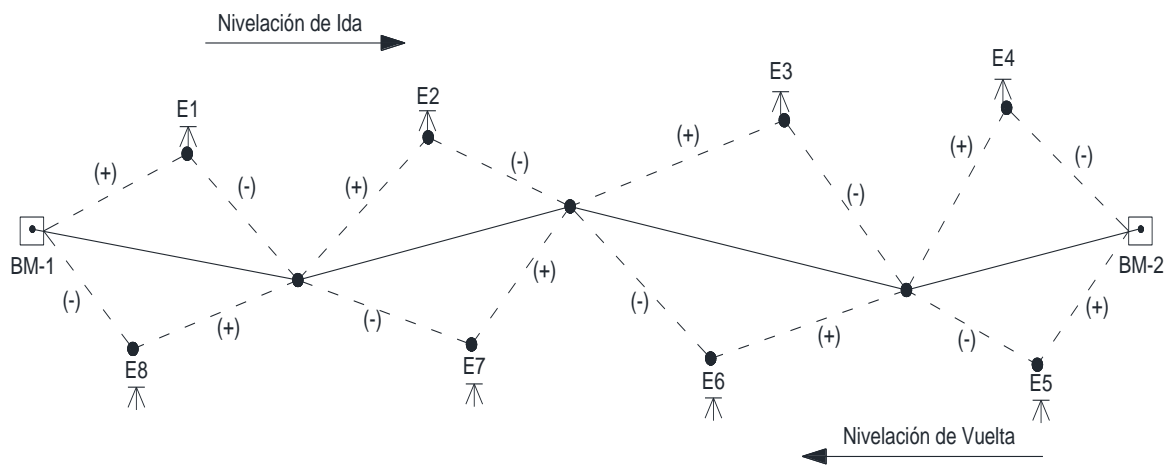 Nivelación de Ida
E1
E2
E3
E4
(+)
(-)
(+)
(-)
(+)
(-)
(+)
(-)
BM-1
BM-2
(-)
(+)
(-)
(+)
(-)
(+)
(-)
(+)
E8
E7
E6
E5
Nivelación de Vuelta